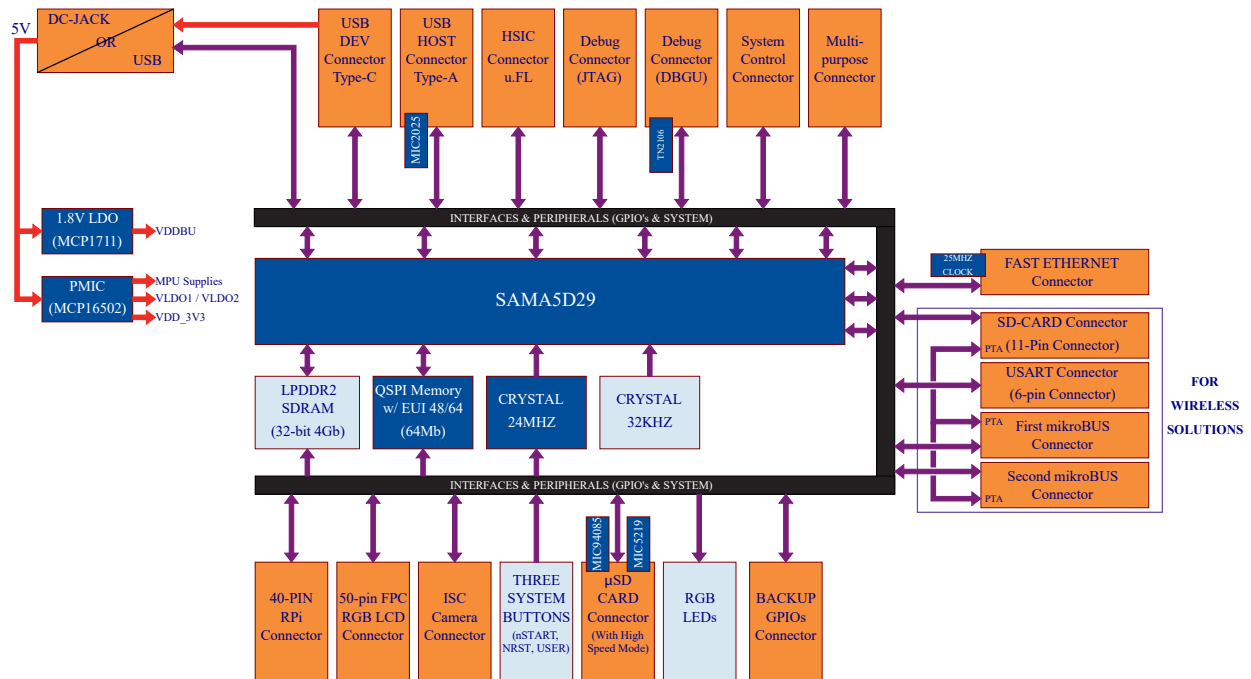 5V
DC-JACK
OR
USB
USB
DEV
Connector
Type-C
USB
HOST
Connector
Type-A
MIC2025
HSIC
Connector
u.FL
Debug
Connector
(JTAG)
Debug
Connector
(DBGU)
TN2106
System
Control
Connector
Multi-
purpose
Connector
INTERFACES & PERIPHERALS (GPIO's & SYSTEM)
1.8V LDO
(MCP1711)
VDDBU
PMIC
(MCP16502)
MPU Supplies
VLDO1 / VLDO2
VDD_3V3
SAMA5D29
25MHZ
CLOCK
FAST ETHERNET
Connector
SD-CARD Connector
(11-Pin Connector)
PTA
USART Connector
(6-pin Connector)
PTA
First mikroBUS
Connector
Second mikroBUS
Connector
PTA
FOR
WIRELESS
SOLUTIONS
LPDDR2
SDRAM
(32-bit 4Gb)
QSPI Memory
w/ EUI 48/64
(64Mb)
CRYSTAL
24MHZ
CRYSTAL
32KHZ
INTERFACES & PERIPHERALS (GPIO's & SYSTEM)
40-PIN
RPi
Connector
50-pin FPC
RGB LCD
Connector
ISC
Camera
Connector
THREE
SYSTEM
BUTTONS
(nSTART,
NRST, USER)
MIC94085
MIC5219
µSD
CARD
Connector
(With High
Speed Mode)
RGB
LEDs
BACKUP
GPIOs
Connector